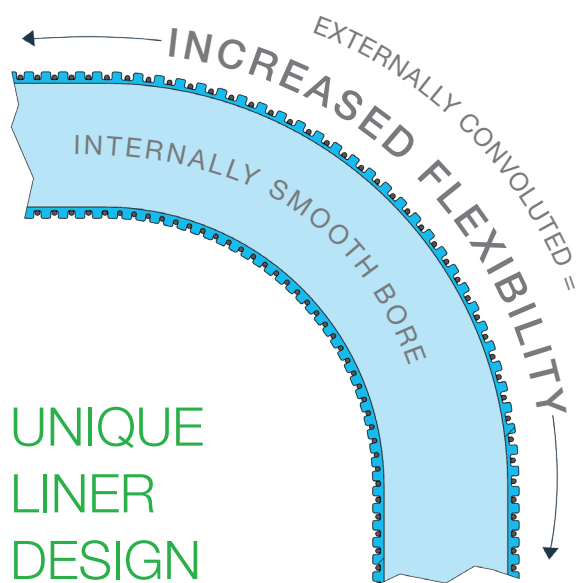 EXTERNALLY CONVOLUTED =
INCREASED FLEXIBILITY
INTERNALLY SMOOTH BORE
UNIQUE
LINER
DESIGN